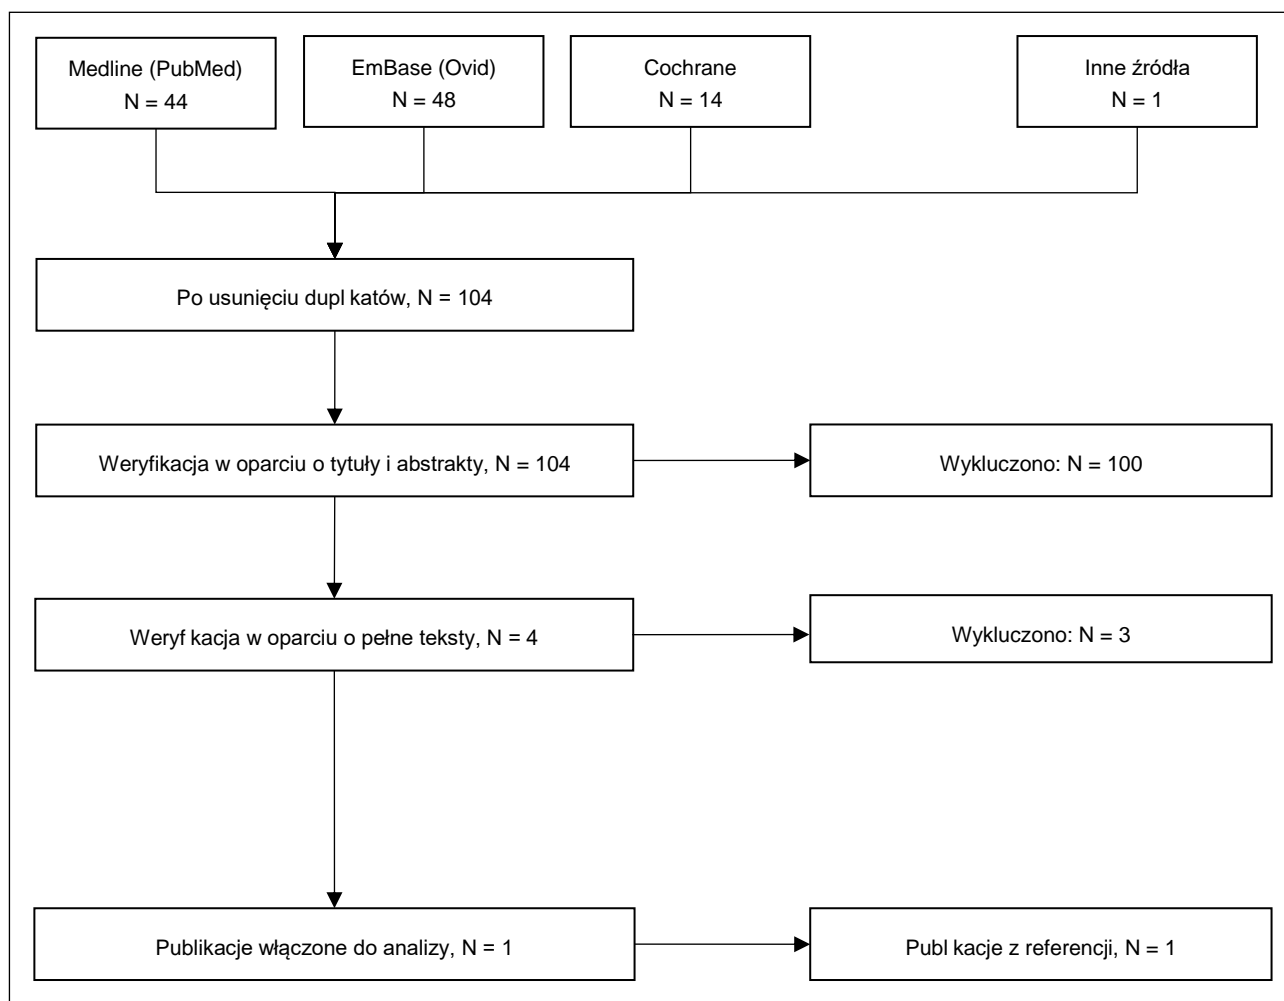 Medline (PubMed)
N = 44
EmBase (Ovid)
N = 48
Cochrane
N = 14
Inne źródła
N = 1
Po usunięciu dupl katów, N = 104
Weryfikacja w oparciu o tytuły i abstrakty, N = 104
Wykluczono: N = 100
Weryf kacja w oparciu o pełne teksty, N = 4
Wykluczono: N = 3
Publikacje włączone do analizy, N = 1
Publ kacje z referencji, N = 1